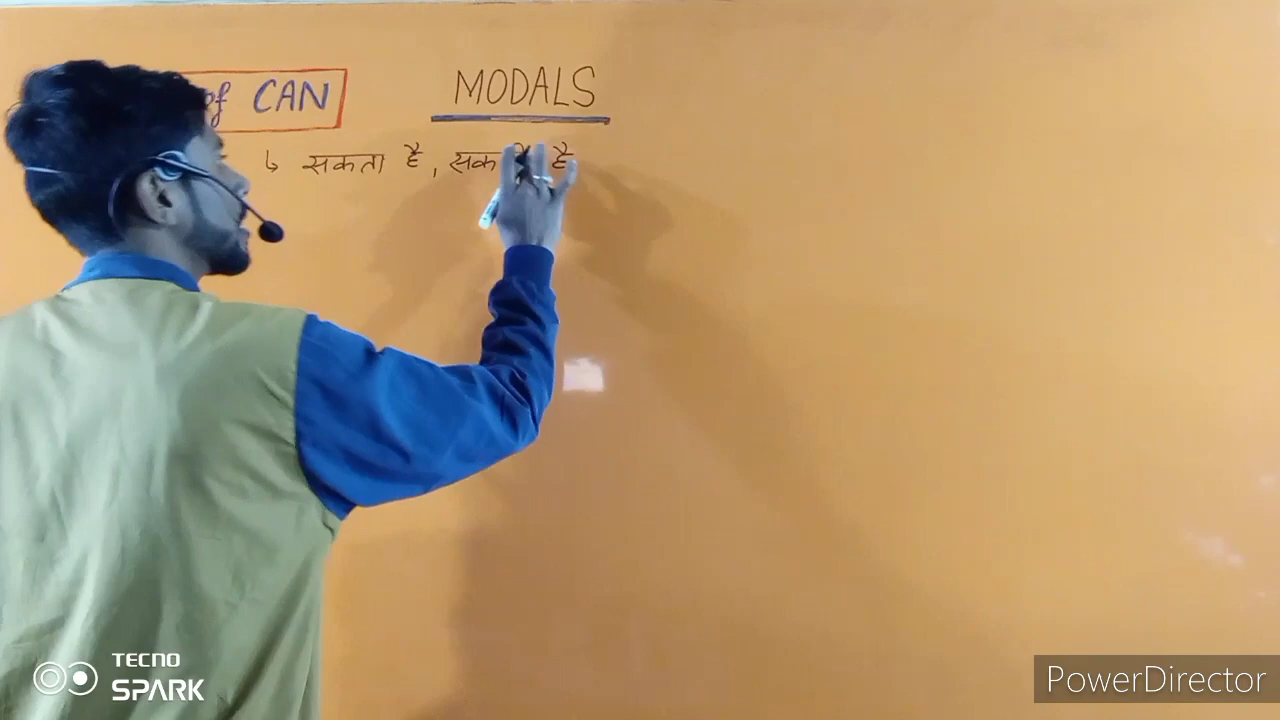 of CAN MODALS
↳ सकता है, है
TECNO
SPARK
PowerDirector